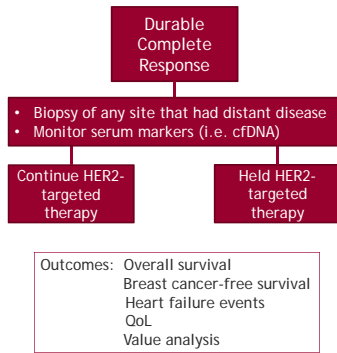 Durable
Complete
Response
• Biopsy of any site that had distant disease
• Monitor serum markers (i.e. cfDNA)
Continue HER2-
targeted
therapy
Held HER2-
targeted
therapy
Outcomes: Overall survival
Breast cancer-free survival
Heart failure events
QoL
Value analysis